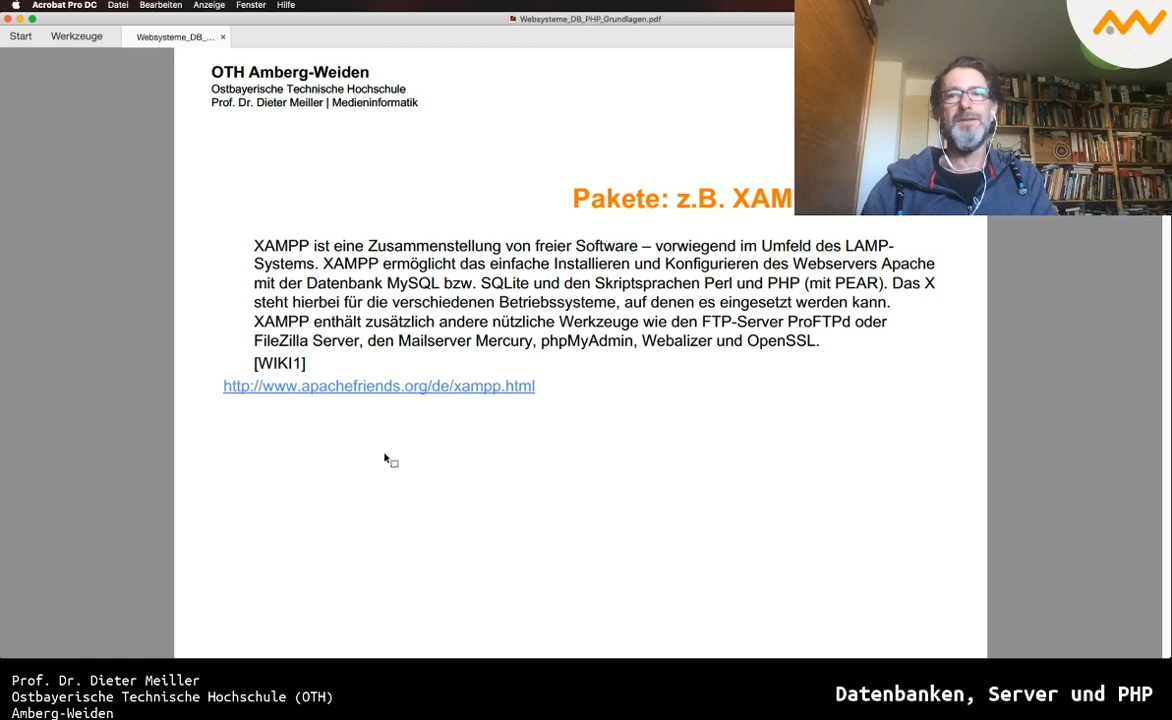 Acrobat Pro DC Datei Bearbeiten Anzeige Fenster Hilfe
Websysteme_DB_PHP_Grundlagen.pdf
Start Werkzeuge Websysteme_DB_... ×
OTH Amberg-Weiden
Ostbayerische Technische Hochschule
Prof. Dr. Dieter Meiller | Medieninformatik
Pakete: z.B. XAM
XAMPP ist eine Zusammenstellung von freier Software – vorwiegend im Umfeld des LAMP-
Systems. XAMPP ermöglicht das einfache Installieren und Konfigurieren des Webservers Apache
mit der Datenbank MySQL bzw. SQLite und den Skriptsprachen Perl und PHP (mit PEAR). Das X
steht hierbei für die verschiedenen Betriebssysteme, auf denen es eingesetzt werden kann.
XAMPP enthält zusätzlich andere nützliche Werkzeuge wie den FTP-Server ProFTPd oder
FileZilla Server, den Mailserver Mercury, phpMyAdmin, Webalizer und OpenSSL.
[WIKI1]
http://www.apachefriends.org/de/xampp.html
Prof. Dr. Dieter Meiller
Ostbayerische Technische Hochschule (OTH)
Amberg-Weiden
Datenbanken, Server und PHP